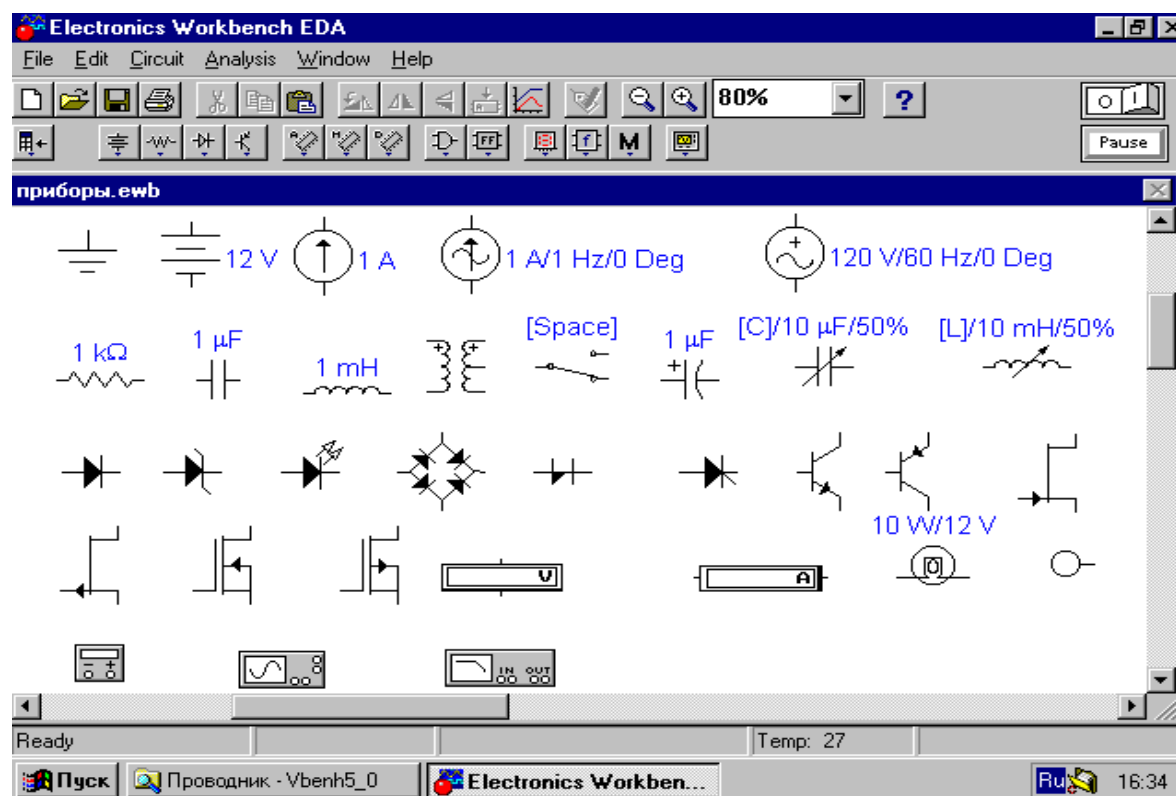 Electronics Workbench EDA
File Edit Circuit Analysis Window Help
80% ?
Pause
M
приборы.ewb
12 V 1 A 1 A/1 Hz/0 Deg 120 V/60 Hz/0 Deg
1 kΩ 1 μF 1 mH [Space] 1 μF [C]/10 μF/50% [L]/10 mH/50%
10 W/12 V
V A
IN OUT
Ready Temp: 27
Пуск Проводник - Vbenh5_0 Electronics Workben... Ru 16:34